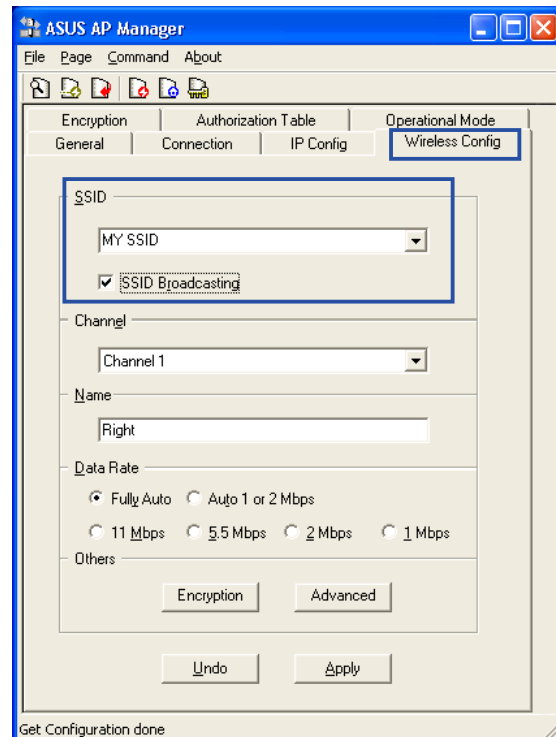 ASUS AP Manager
File Page Command About
Encryption Authorization Table Operational Mode
General Connection IP Config Wireless Config
SSID
MY SSID
SSID Broadcasting
Channel
Channel 1
Name
Right
Data Rate
Fully Auto Auto 1 or 2 Mbps
11 Mbps 5.5 Mbps 2 Mbps 1 Mbps
Others
Encryption Advanced
Undo Apply
Get Configuration done